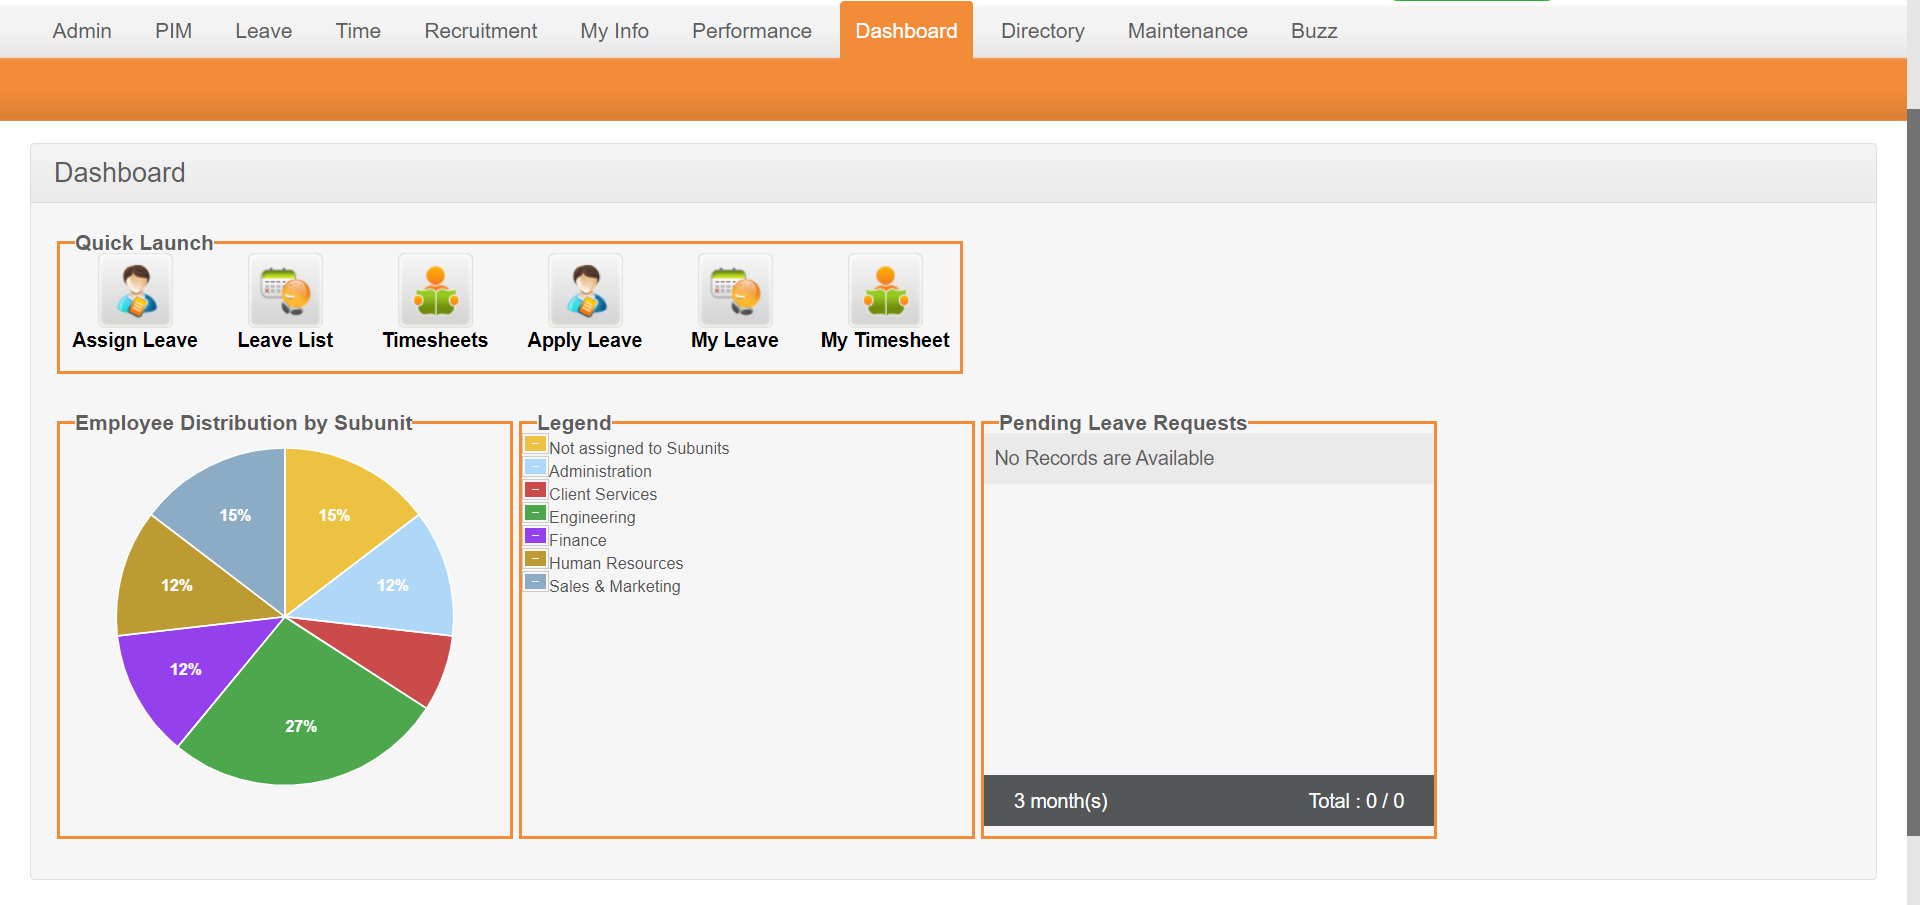 Admin PIM Leave Time Recruitment My Info Performance Dashboard Directory Maintenance Buzz
Dashboard
Quick Launch
Assign Leave Leave List Timesheets Apply Leave My Leave My Timesheet
Employee Distribution by Subunit
15% 15%
12% 12%
12%
27%
Legend
Not assigned to Subunits
Administration
Client Services
Engineering
Finance
Human Resources
Sales & Marketing
Pending Leave Requests
No Records are Available
3 month(s) Total : 0 / 0